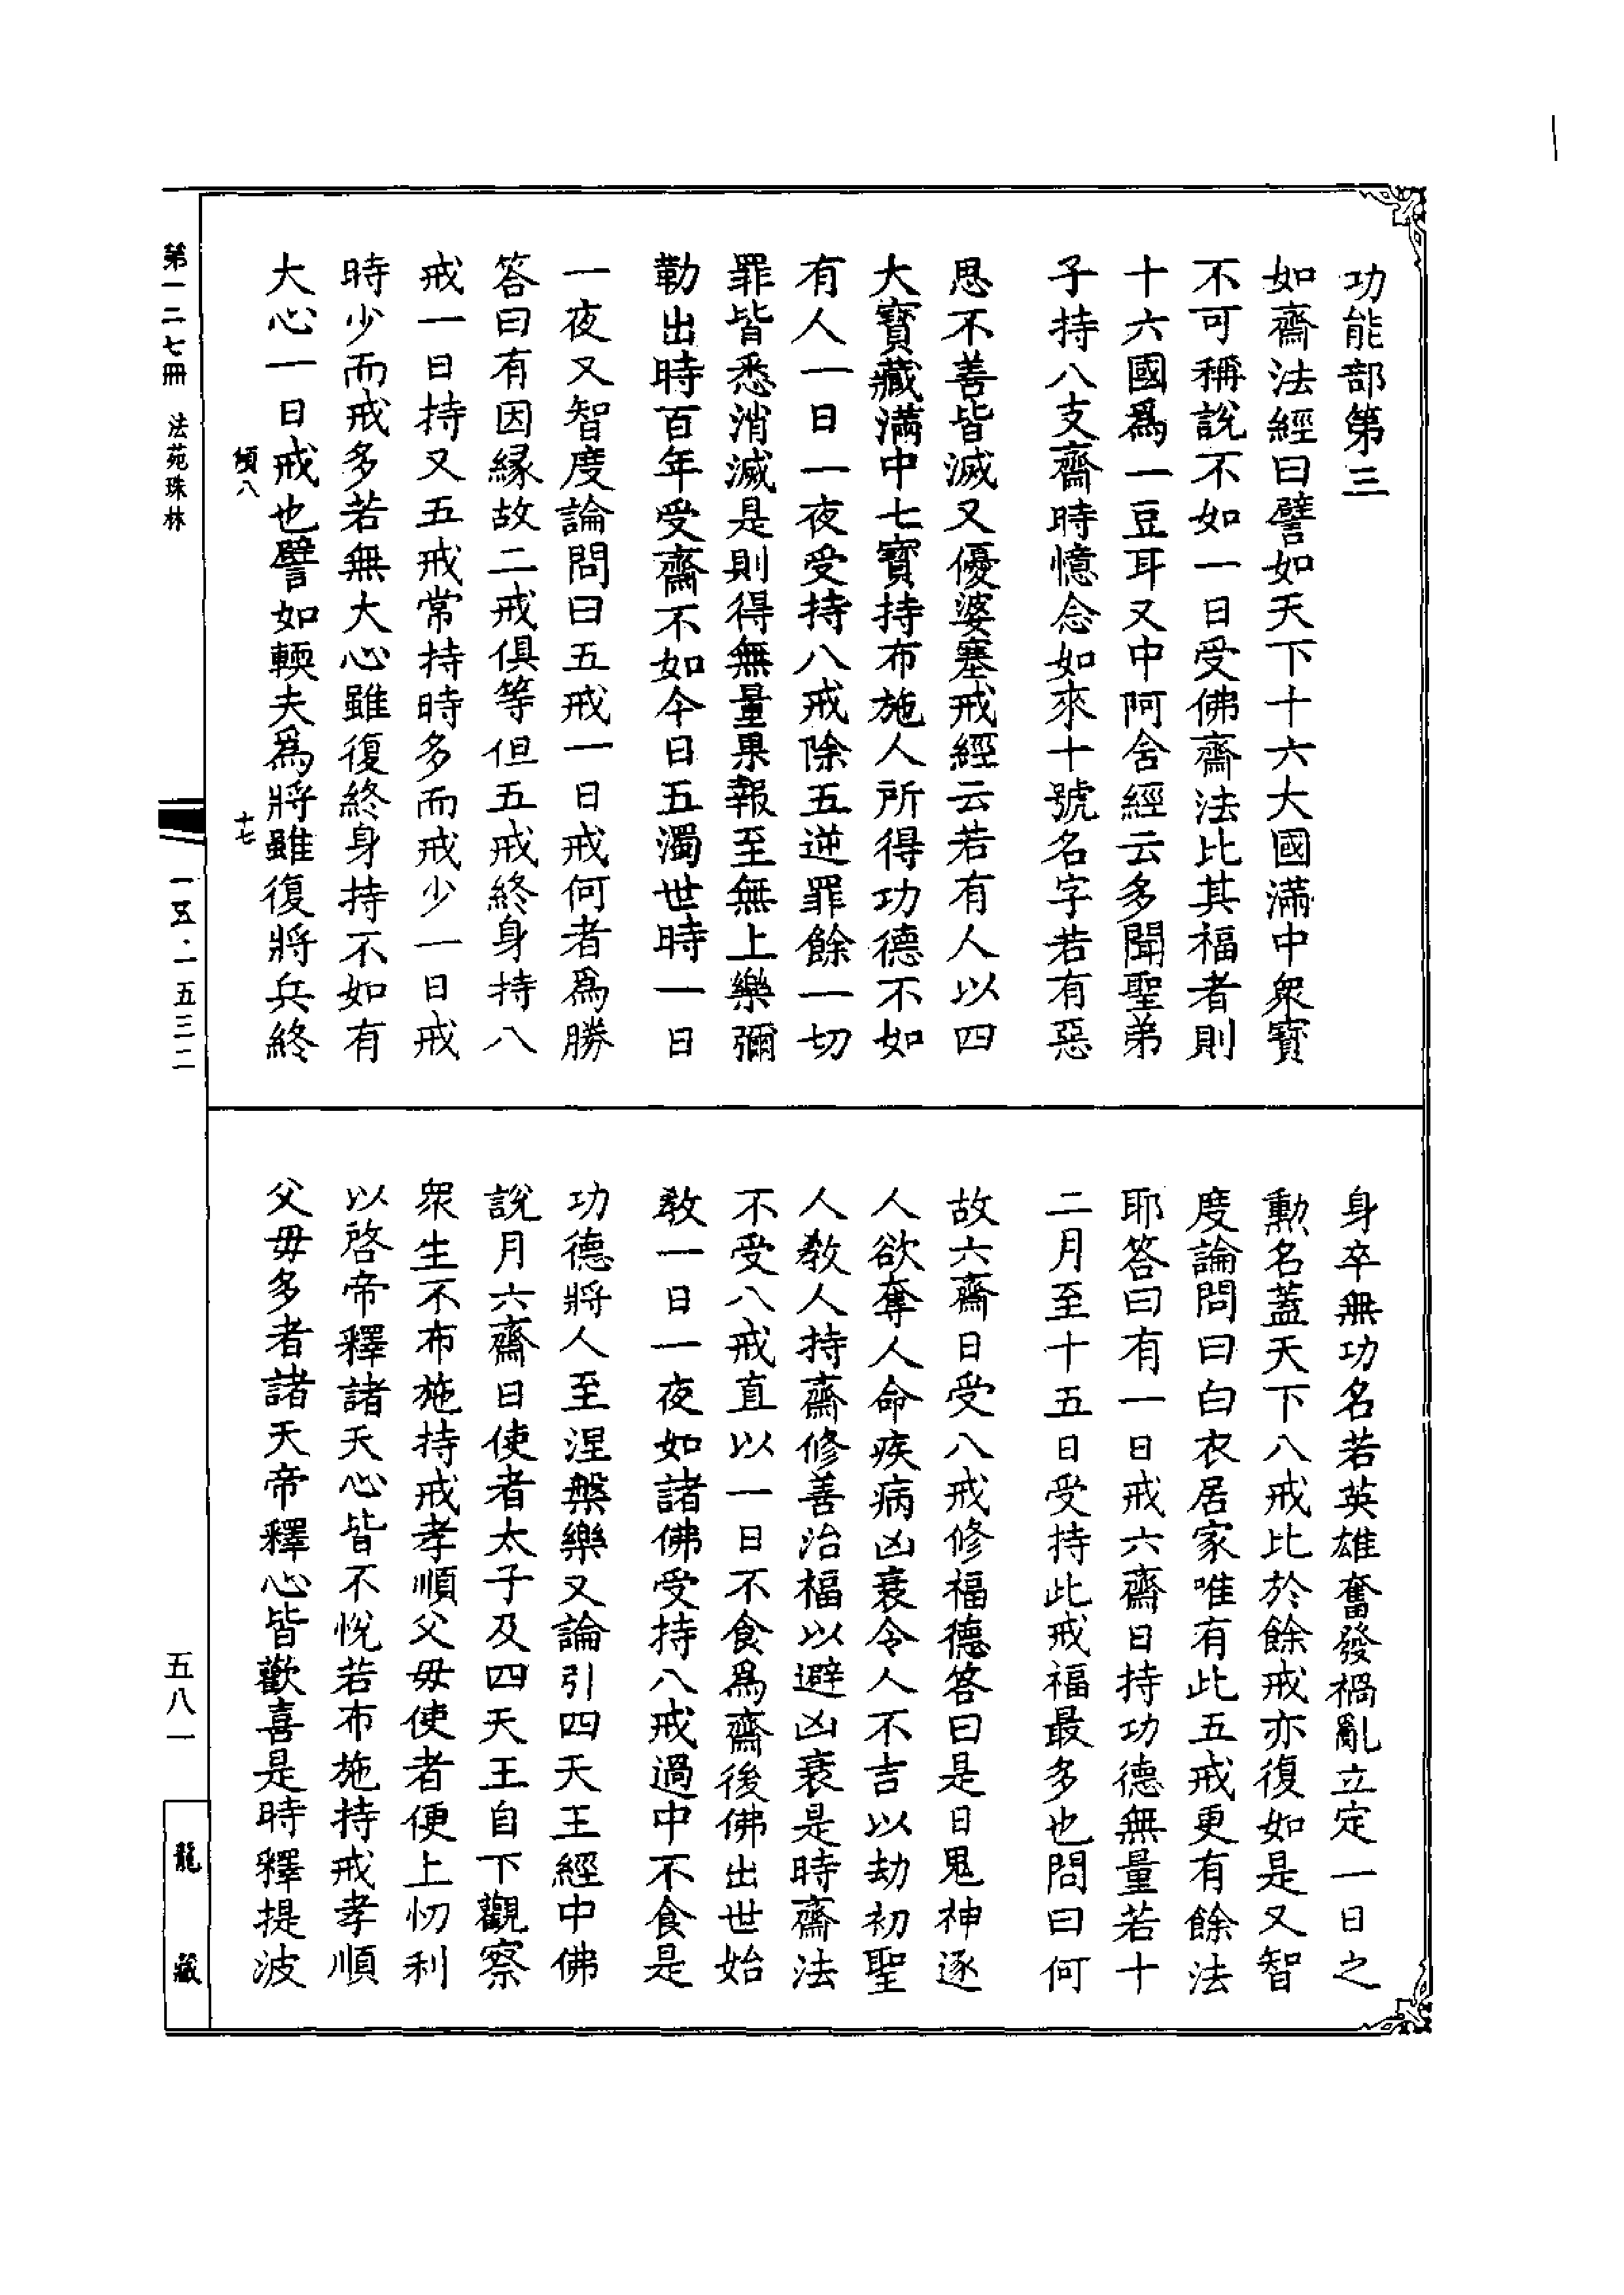 功能部第三
如齋法經曰譬如天下十六大國滿中衆寶
不可稱說不如一日受佛齋法比其福者則
十六國爲一豆耳又中阿含經云多聞聖弟
子持八支齋時憶念如來十號名字若有惡
思不善皆滅又優婆塞戒經云若有人以四
大寶藏滿中七寶持布施人所得功德不如
有人一日一夜受持八戒除五逆罪餘一切
罪皆悉消滅是則得無量果報至無上樂彌
勒出時百年受齋不如今日五濁世時一日
一夜又智度論問曰五戒一日戒何者爲勝
答曰有因緣故二戒俱等但五戒終身持八
戒一日持又五戒常持時多而戒少一日戒
時少而戒多若無大心雖復終身持不如有
大心一日戒也譬如輭夫爲將雖復將兵終
身卒無功名若英雄奮發禍亂立定一日之
勳名蓋天下八戒比於餘戒亦復如是又智
度論問曰白衣居家唯有此五戒更有餘法
耶答曰有一日戒六齋日持功德無量若十
二月至十五日受持此戒福最多也問曰何
故六齋日受八戒修福德答曰是日鬼神逐
人欲奪人命疾病凶衰令人不吉以劫初聖
人教人持齋修善治福以避凶衰是時齋法
不受八戒直以一日不食爲齋後佛出世始
教一日一夜如諸佛受持八戒過中不食是
功德將人至涅槃樂又論引四天王經中佛
說月六齋日使者太子及四天王自下觀察
衆生不布施持戒孝順父母使者便上忉利
以啓帝釋諸天心皆不悅若布施持戒孝順
父母多者諸天帝釋心皆歡喜是時釋提波
傾八
十七
第一二七冊 法苑珠林
一五·一五三二
五八一
龍藏